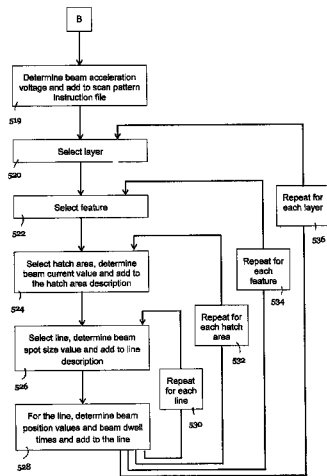 B
Determine beam acceleration
voltage and add to scan pattern
instruction file
519
Select layer
520
Select feature
522
Select hatch area, determine
beam current value and add to
the hatch area description
524
Select line, determine beam
spot size value and add to line
description
526
For the line, determine beam
position values and beam dwell
times and add to the line
528
Repeat for
each line
530
Repeat for
each hatch
area
532
Repeat for
each
feature
534
Repeat for
each layer
536